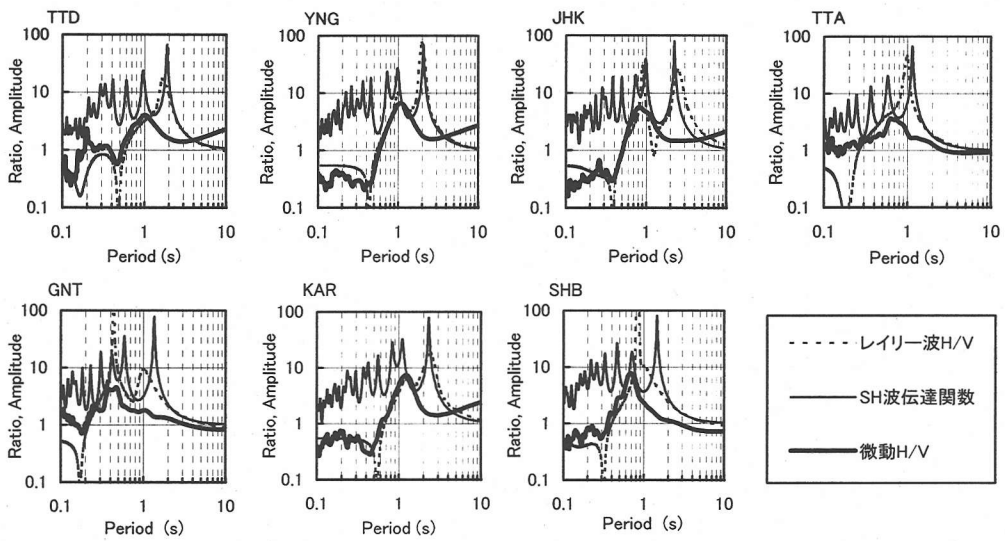 TTD
YNG
JHK
TTA
Ratio, Amplitude
100
10
1
0.1
0.1
1
10
Period (s)
Ratio, Amplitude
100
10
1
0.1
0.1
1
10
Period (s)
Ratio, Amplitude
100
10
1
0.1
0.1
1
10
Period (s)
Ratio, Amplitude
100
10
1
0.1
0.1
1
10
Period (s)
GNT
KAR
SHB
Ratio, Amplitude
100
10
1
0.1
0.1
1
10
Period (s)
Ratio, Amplitude
100
10
1
0.1
0.1
1
10
Period (s)
Ratio, Amplitude
100
10
1
0.1
0.1
1
10
Period (s)
レイリー波H/V
SH波伝達関数
微動H/V